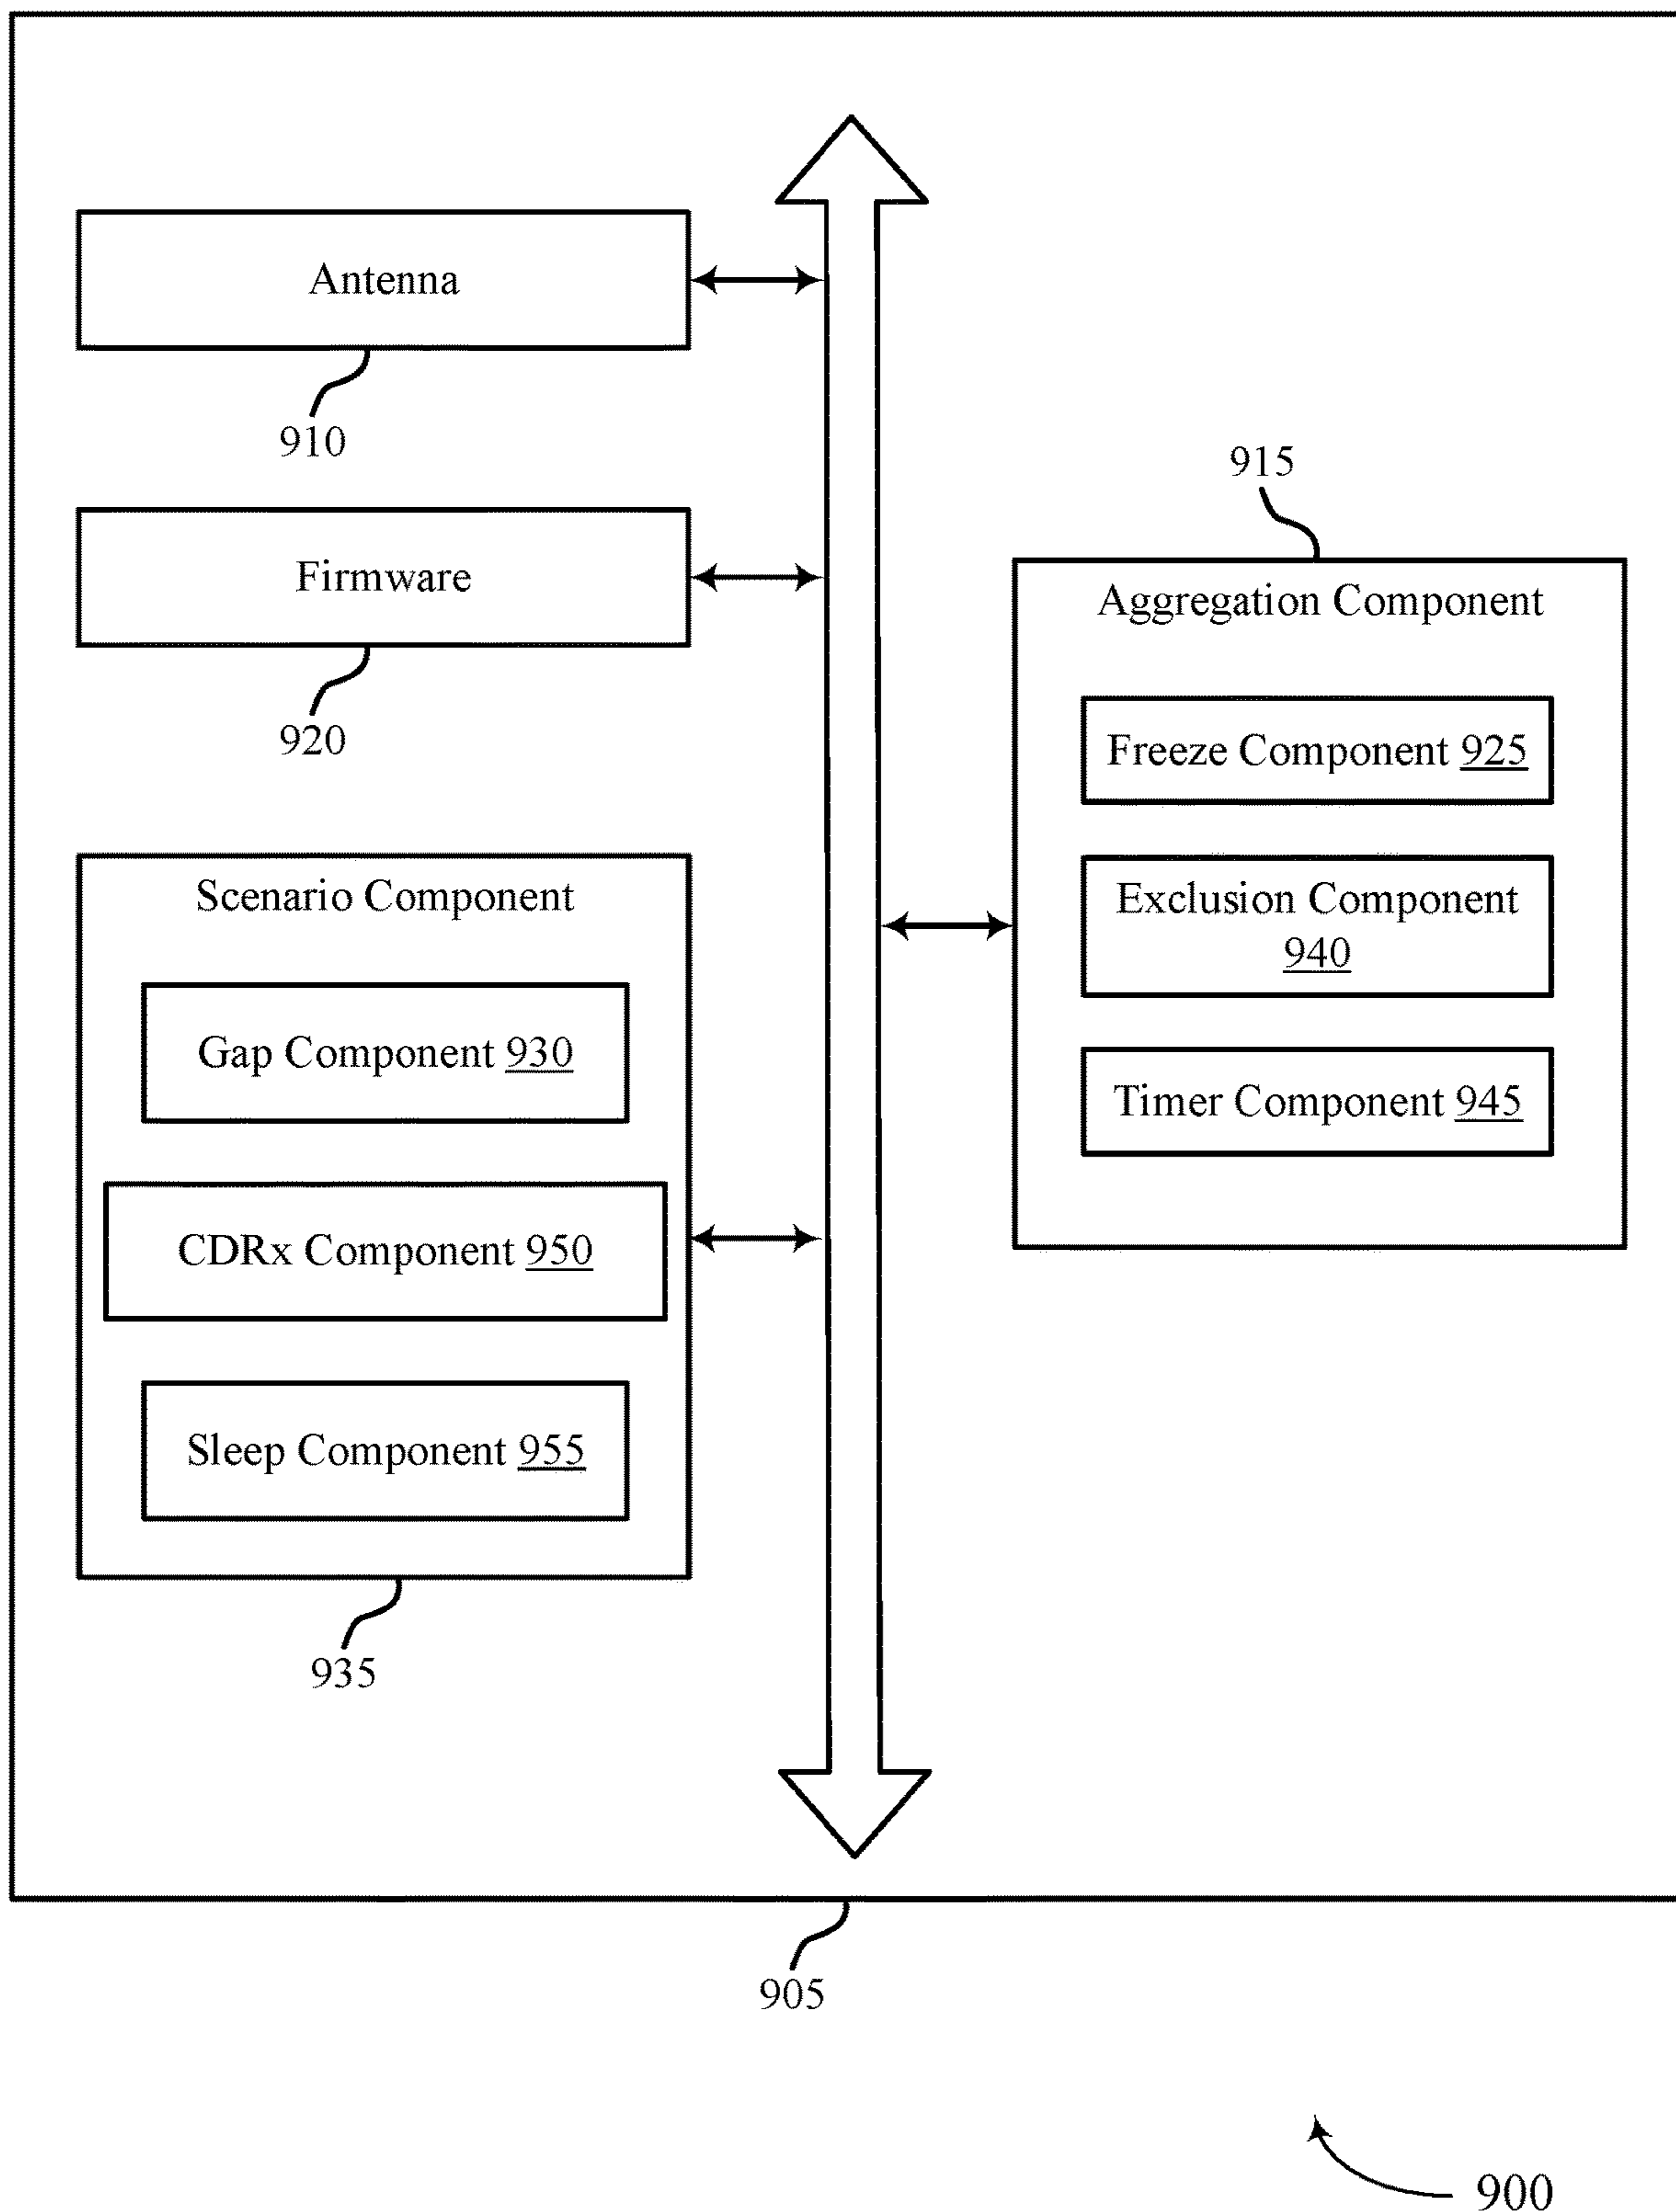 Antenna
910
Firmware
920
Scenario Component
Gap Component 930
CDRx Component 950
Sleep Component 955
935
915
Aggregation Component
Freeze Component 925
Exclusion Component
940
Timer Component 945
905
900